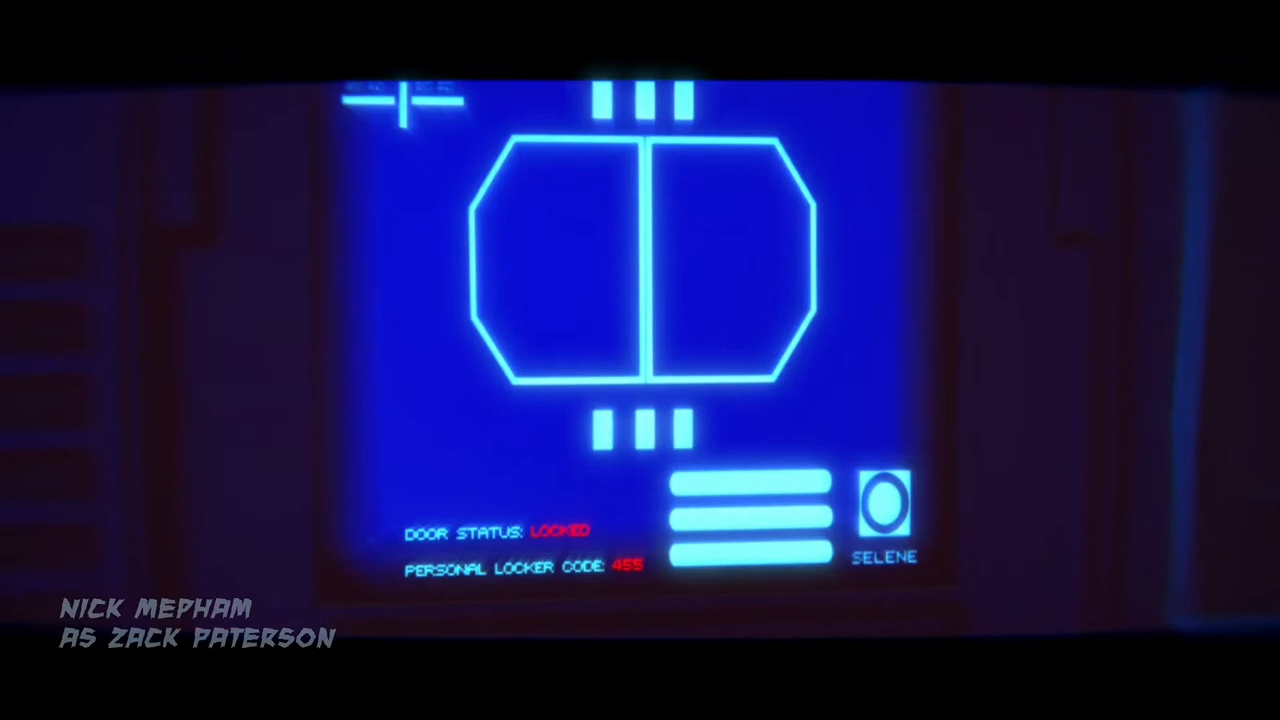 DOOR STATUS: LOCKED
PERSONAL LOCKER CODE: 455
SELENE
NICK MEPHAM
AS ZACK PATERSON